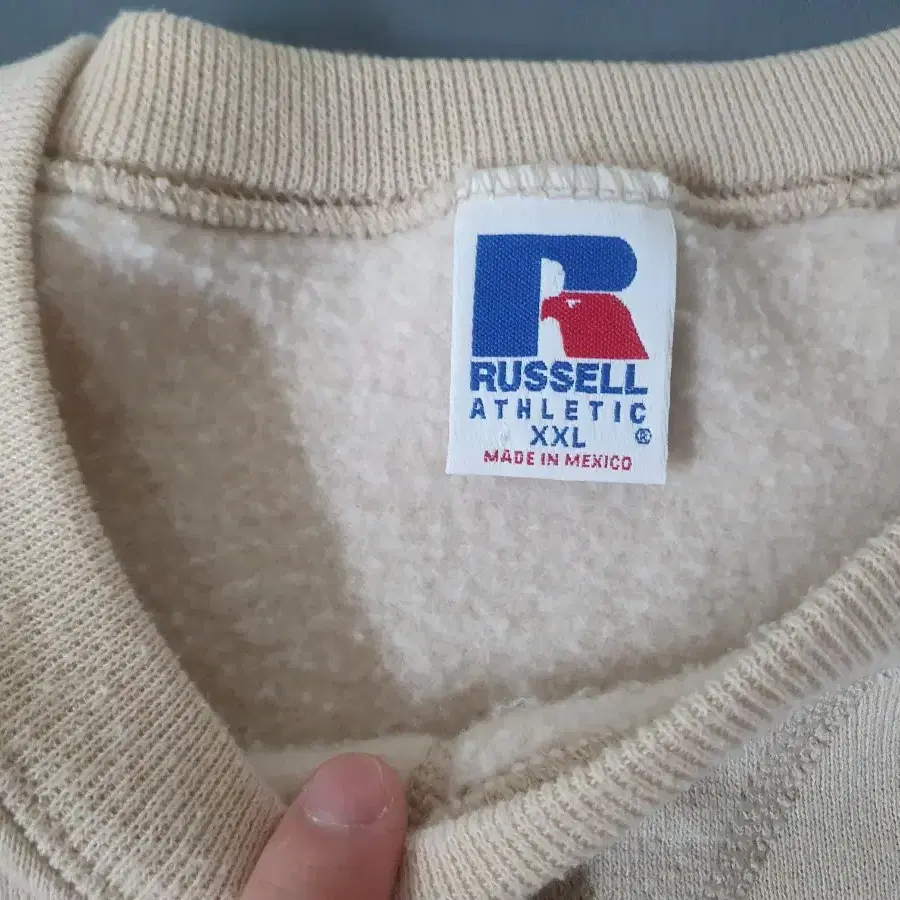 RUSSELL
ATHLETIC
XXL ®
MADE IN MEXICO